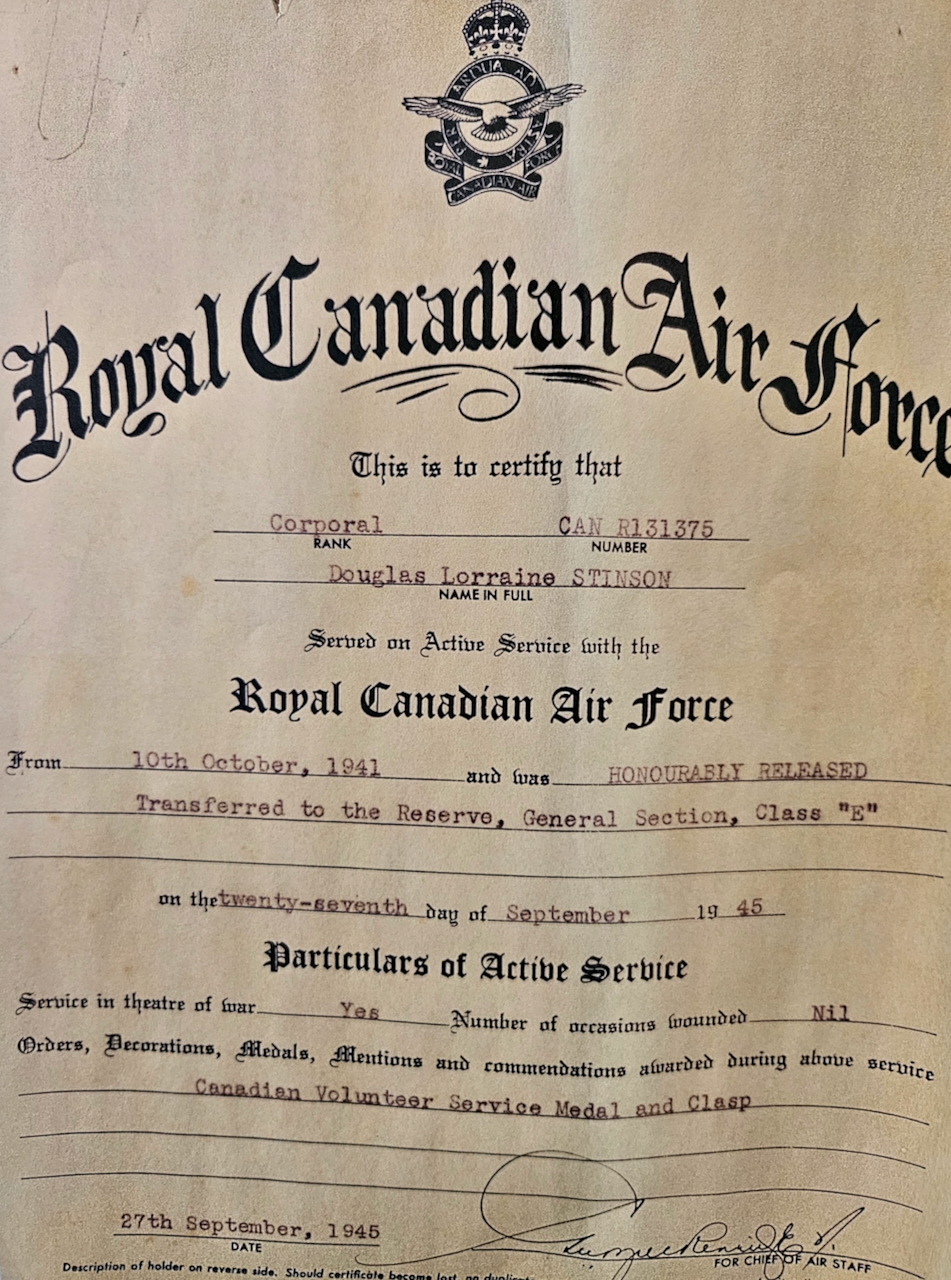 PER ARDUA AD ASTRA
ROYAL CANADIAN AIR FORCE
Royal Canadian Air Force
This is to certify that
Corporal CAN R131375
RANK NUMBER
Douglas Lorraine STINSON
NAME IN FULL
Served on Active Service with the
Royal Canadian Air Force
From 10th October, 1941 and was HONOURABLY RELEASED
Transferred to the Reserve, General Section, Class "E"
on the twenty-seventh day of September 19 45
Particulars of Active Service
Service in theatre of war Yes Number of occasions wounded Nil
Orders, Decorations, Medals, Mentions and commendations awarded during above service
Canadian Volunteer Service Medal and Clasp
27th September, 1945
DATE FOR CHIEF OF AIR STAFF
Description of holder on reverse side. Should certificate become lost, no